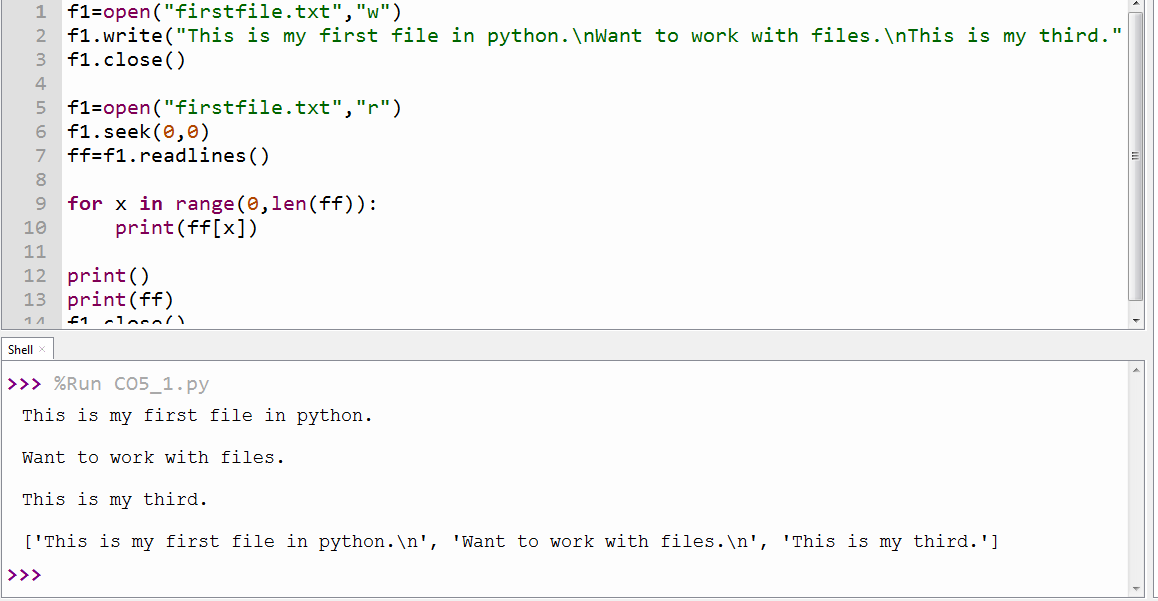 1 f1=open("firstfile.txt","w")
2 f1.write("This is my first file in python.\nWant to work with files.\nThis is my third."
3 f1.close()
4
5 f1=open("firstfile.txt","r")
6 f1.seek(0,0)
7 ff=f1.readlines()
8
9 for x in range(0,len(ff)):
10     print(ff[x])
11
12 print()
13 print(ff)
14 f1.close()
Shell ×
>>> %Run CO5_1.py
This is my first file in python.
Want to work with files.
This is my third.
['This is my first file in python.\n', 'Want to work with files.\n', 'This is my third.']
>>>